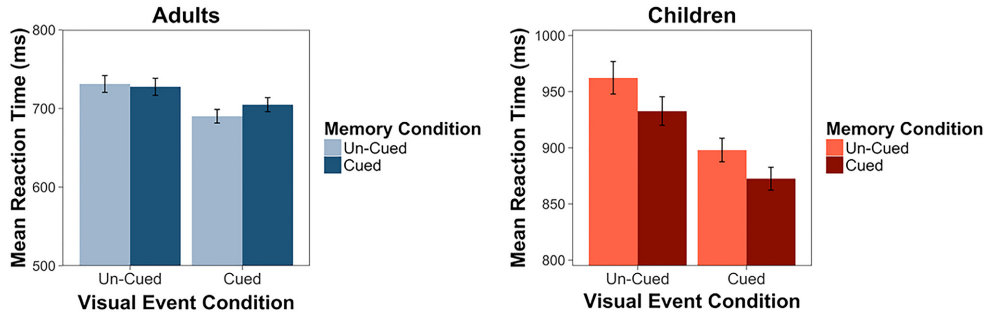 Adults
Mean Reaction Time (ms)
800
700
600
500
Un-Cued
Cued
Visual Event Condition
Memory Condition
Un-Cued
Cued
Children
Mean Reaction Time (ms)
1000
950
900
850
800
Un-Cued
Cued
Visual Event Condition
Memory Condition
Un-Cued
Cued